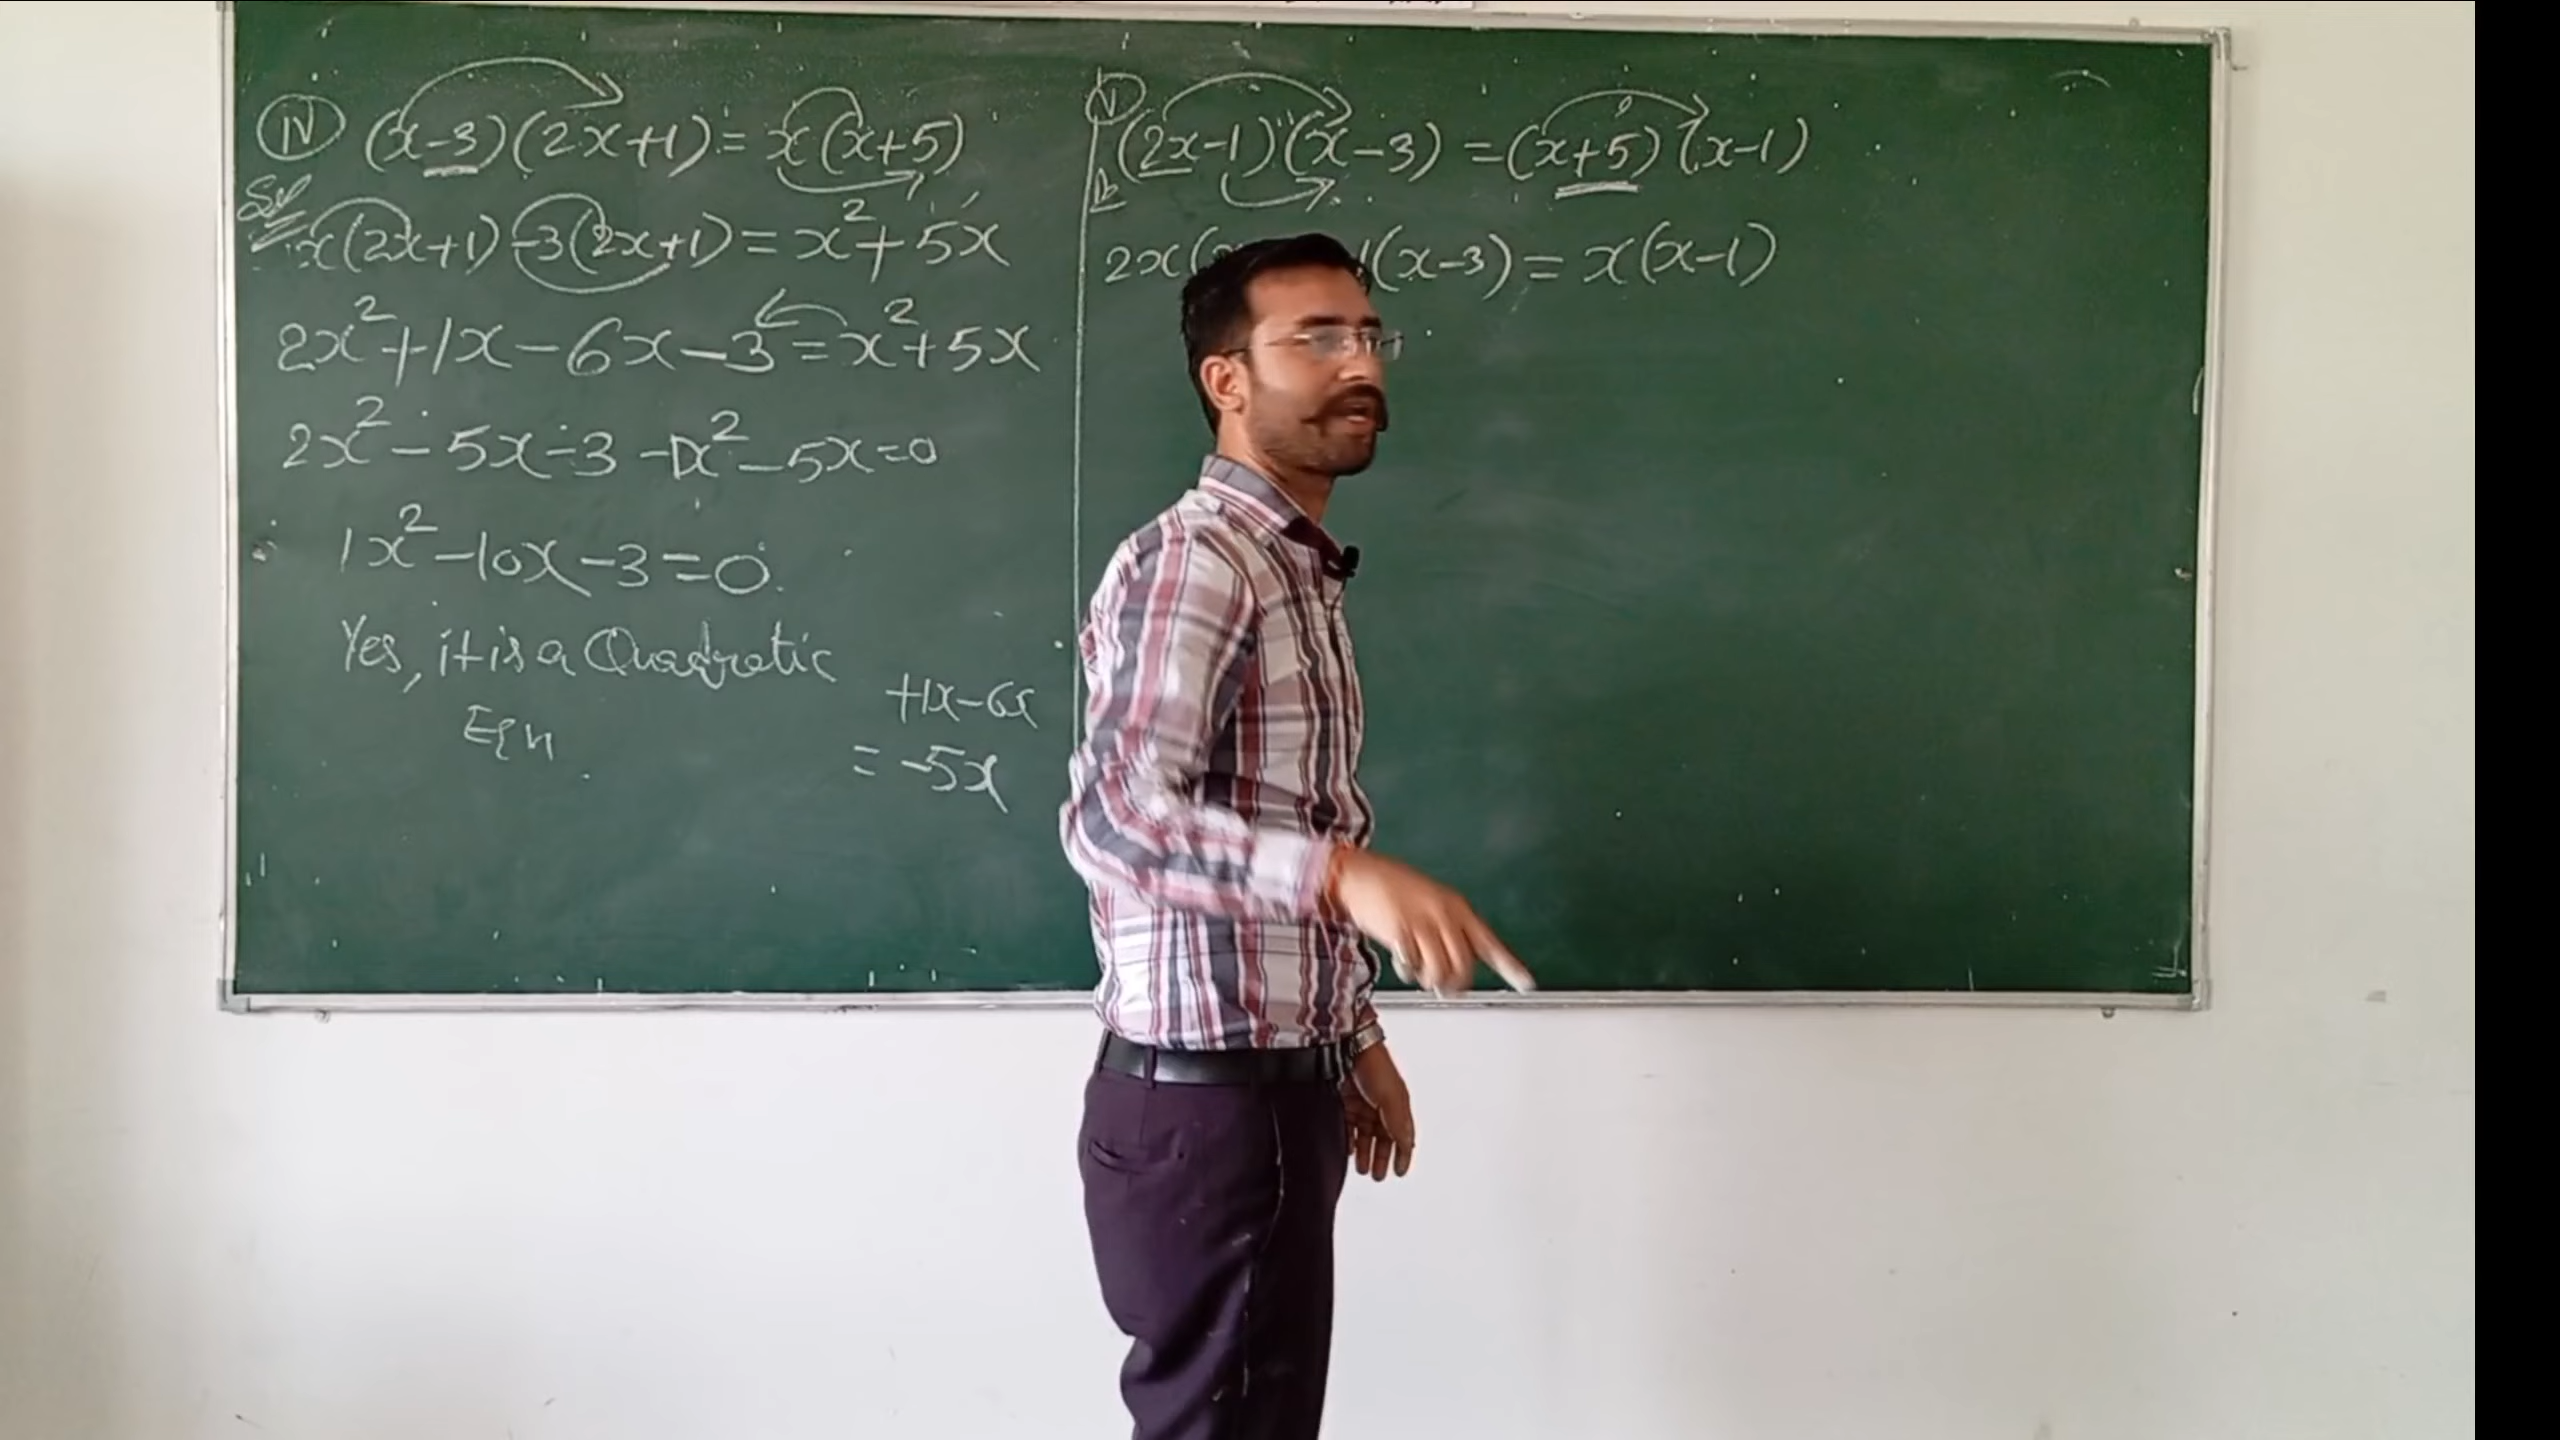 (iv) (x-3)(2x+1) = x(x+5)
Sol
x(2x+1) -3(2x+1) = x² + 5x
2x² + 1x - 6x - 3 = x² + 5x
2x² - 5x - 3 - 1x² - 5x = 0
1x² - 10x - 3 = 0
Yes, it is a Quadratic
Eqn
+1x - 6x
= -5x
(v) (2x-1)(x-3) = (x+5)(x-1)
2x( 1(x-3) = x(x-1)